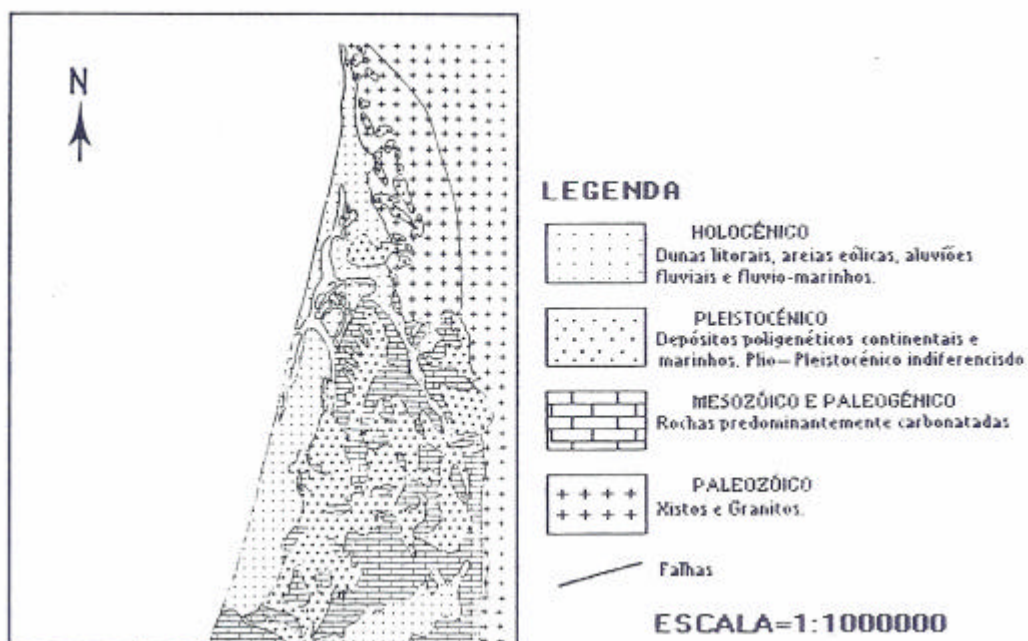 N
LEGENDA
HOLOGÉNICO
Dunas litorais, areias eólicas, aluviões
fluviais e fluvio-marinhos.
PLEISTOCÉNICO
Depósitos poligenéticos continentais e
marinhos, Plio-Pleistocénico indiferencisdo
MESOZÓICO E PALEOGÉNICO
Rochas predominantemente carbonatadas
PALEOZÓICO
Xistos e Granitos.
Falhas
ESCALA=1:1000000